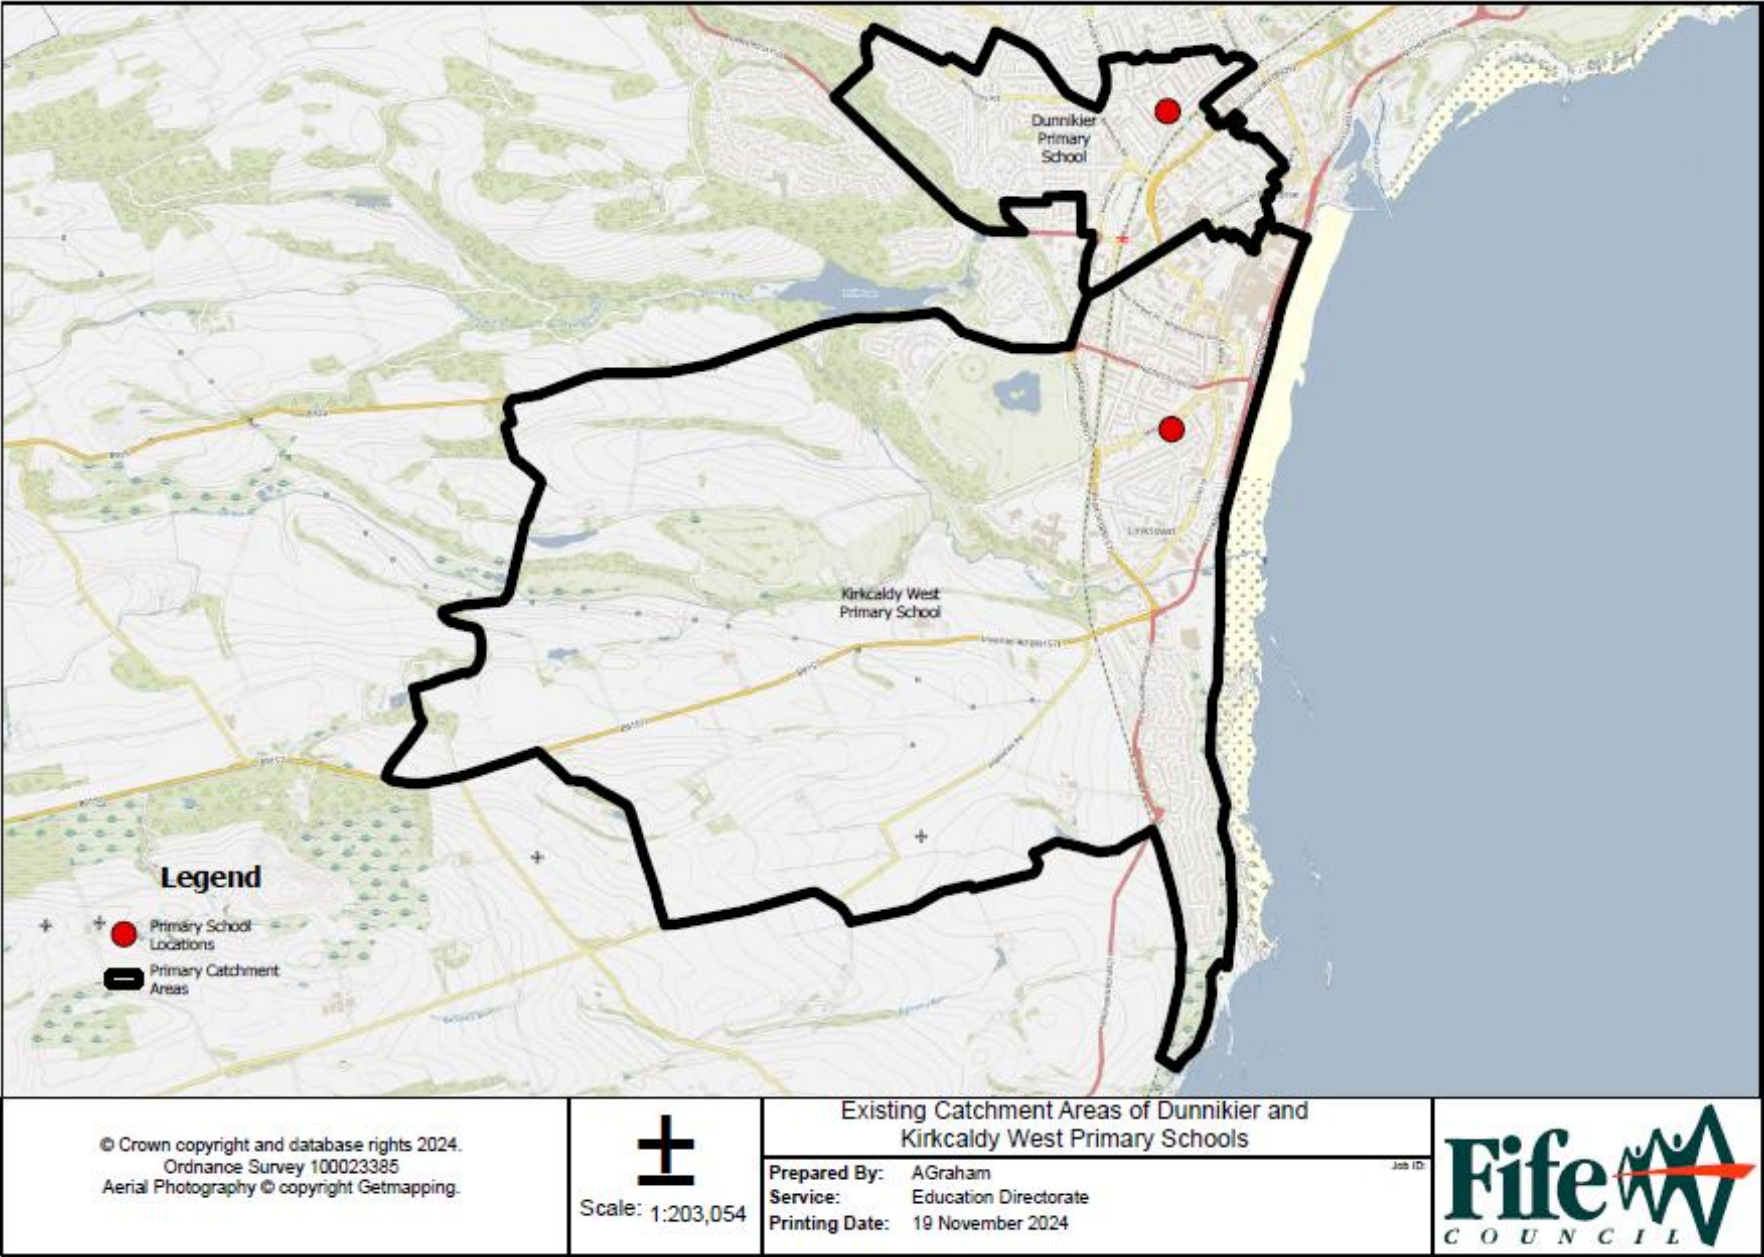 Dunnikier
Primary
School
Linktown
Kirkcaldy West
Primary School
Legend
Primary School
Locations
Primary Catchment
Areas
© Crown copyright and database rights 2024.
Ordnance Survey 100023385
Aerial Photography © copyright Getmapping.
±
Scale: 1:203,054
Existing Catchment Areas of Dunnikier and
Kirkcaldy West Primary Schools
Prepared By: AGraham
Service: Education Directorate
Printing Date: 19 November 2024
Job ID:
Fife
COUNCIL